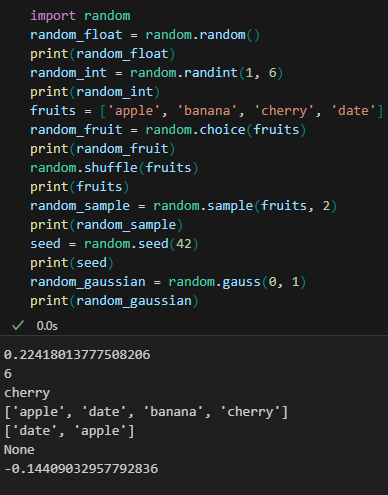 import random
random_float = random.random()
print(random_float)
random_int = random.randint(1, 6)
print(random_int)
fruits = ['apple', 'banana', 'cherry', 'date']
random_fruit = random.choice(fruits)
print(random_fruit)
random.shuffle(fruits)
print(fruits)
random_sample = random.sample(fruits, 2)
print(random_sample)
seed = random.seed(42)
print(seed)
random_gaussian = random.gauss(0, 1)
print(random_gaussian)
0.0s
0.22418013777508206
6
cherry
['apple', 'date', 'banana', 'cherry']
['date', 'apple']
None
-0.14409032957792836